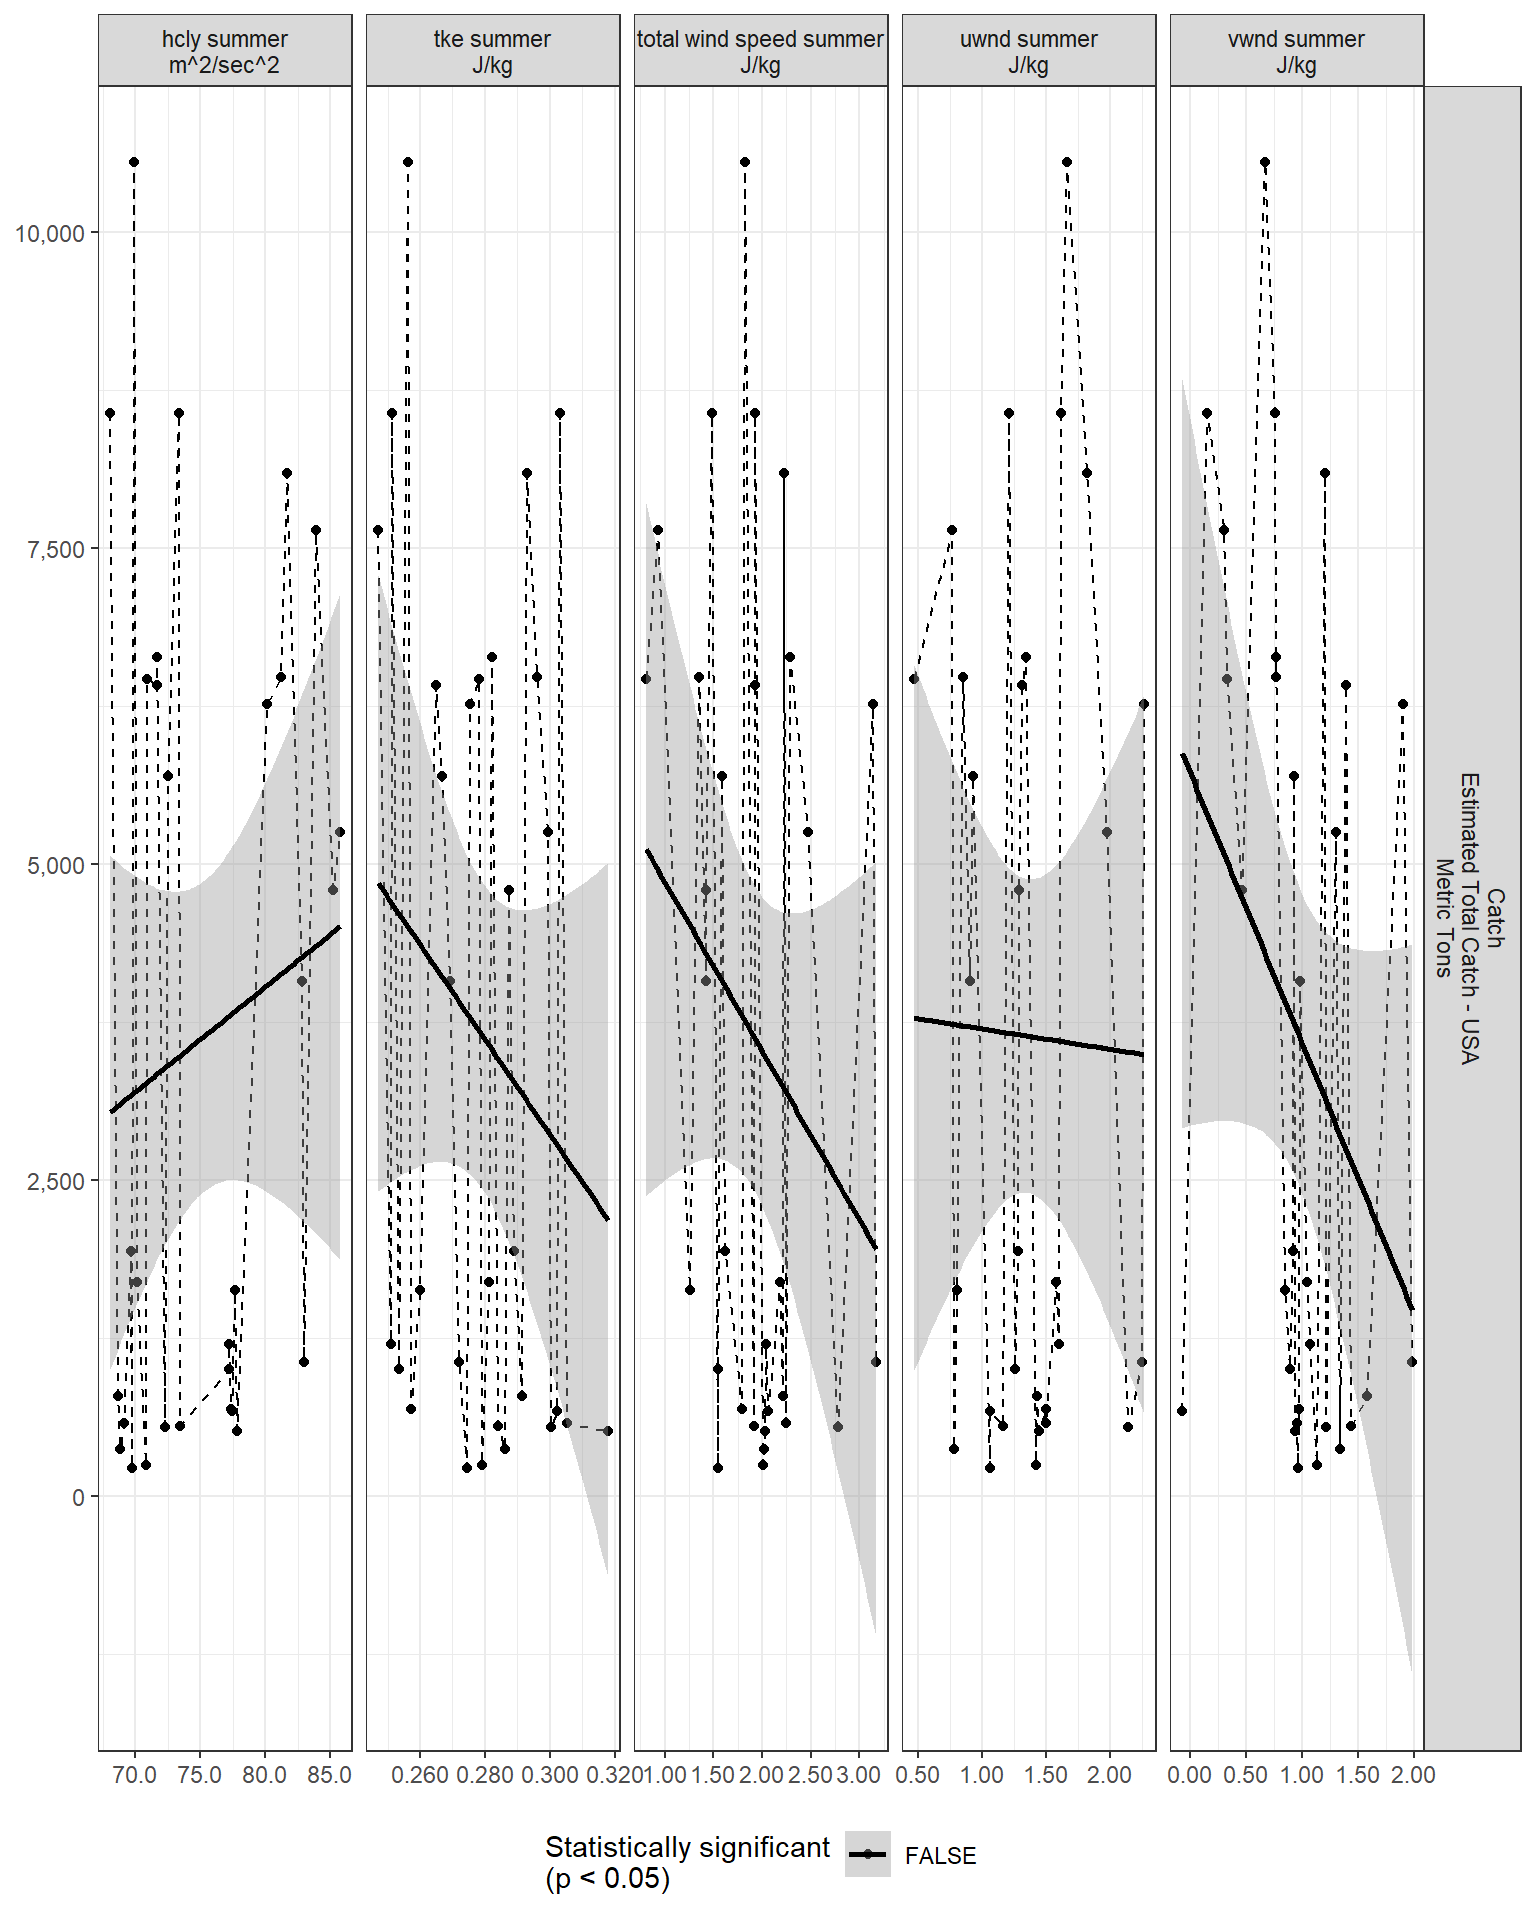 hcly summer
m^2/sec^2
tke summer
J/kg
total wind speed summer
J/kg
uwnd summer
J/kg
vwnd summer
J/kg
10,000
7,500
5,000
2,500
0
Catch
Estimated Total Catch - USA
Metric Tons
70.0 75.0 80.0 85.0
0.260 0.280 0.300 0.320
1.00 1.50 2.00 2.50 3.00
0.50 1.00 1.50 2.00
0.00 0.50 1.00 1.50 2.00
Statistically significant
(p < 0.05)
FALSE